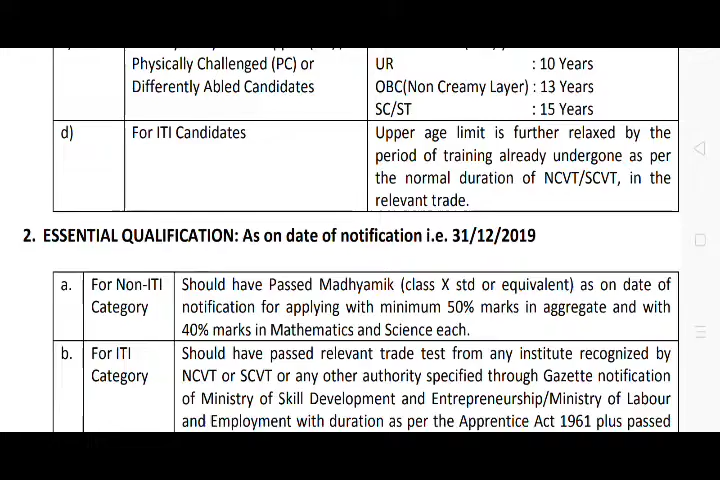 Physically Challenged (PC) or
Differently Abled Candidates
UR : 10 Years
OBC(Non Creamy Layer) : 13 Years
SC/ST : 15 Years
d) For ITI Candidates
Upper age limit is further relaxed by the
period of training already undergone as per
the normal duration of NCVT/SCVT, in the
relevant trade.
2. ESSENTIAL QUALIFICATION: As on date of notification i.e. 31/12/2019
a. For Non-ITI
Category
Should have Passed Madhyamik (class X std or equivalent) as on date of
notification for applying with minimum 50% marks in aggregate and with
40% marks in Mathematics and Science each.
b. For ITI
Category
Should have passed relevant trade test from any institute recognized by
NCVT or SCVT or any other authority specified through Gazette notification
of Ministry of Skill Development and Entrepreneurship/Ministry of Labour
and Employment with duration as per the Apprentice Act 1961 plus passed